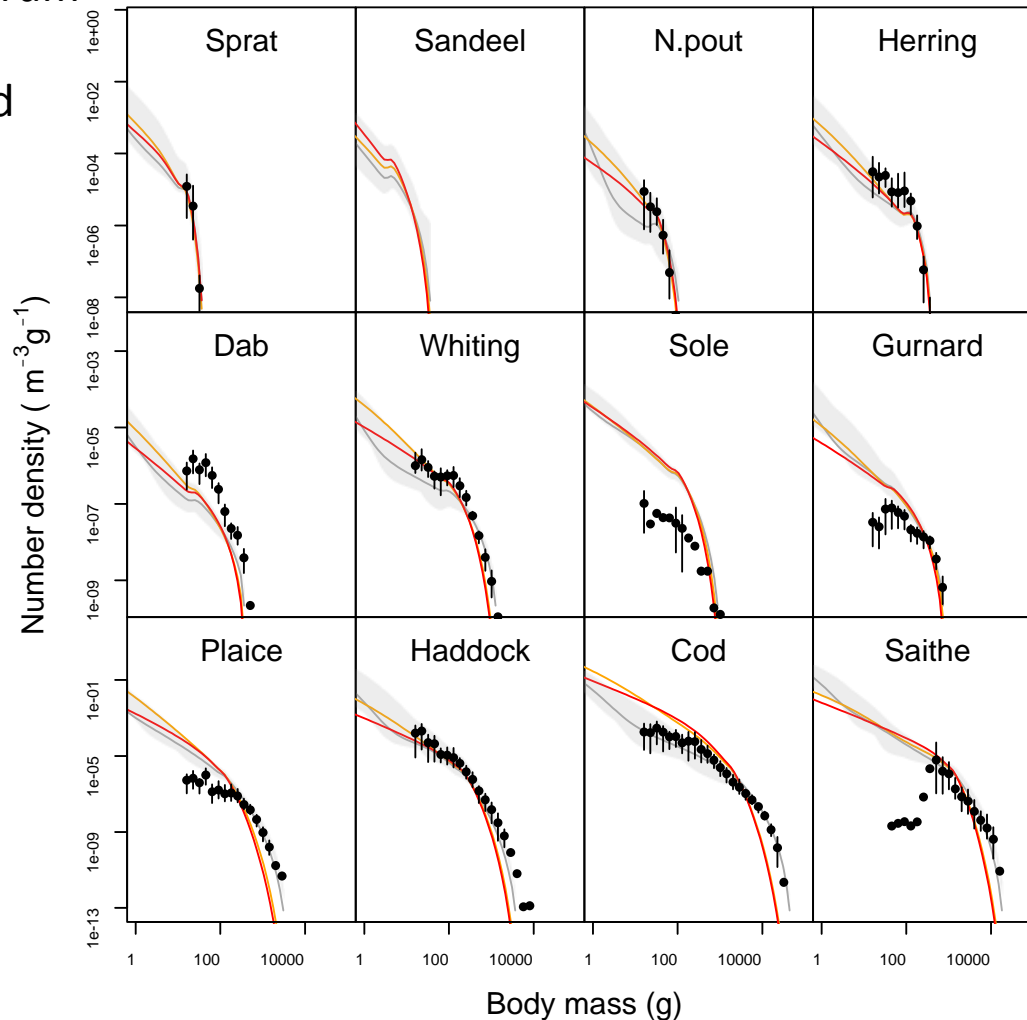 Sprat Sandeel N.pout Herring
1e+00
1e-02
1e-04
1e-06
1e-08
Dab Whiting Sole Gurnard
1e-03
1e-05
1e-07
1e-09
Plaice Haddock Cod Saithe
1e-01
1e-05
1e-09
1e-13
Number density ( m⁻³g⁻¹)
1 100 10000 1 100 10000 1 100 10000 1 100 10000
Body mass (g)